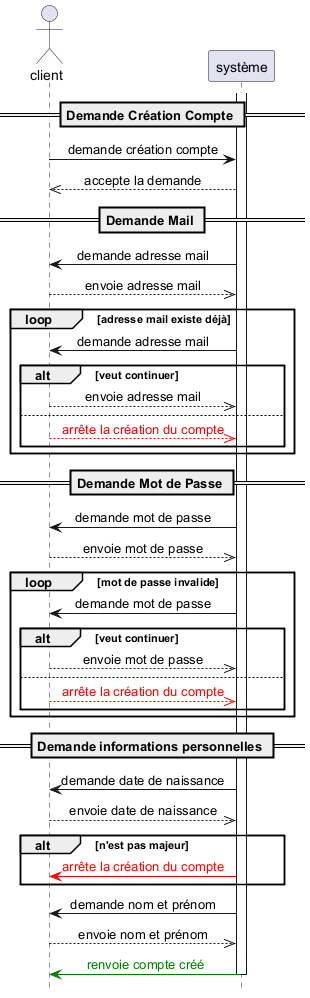 client
système
Demande Création Compte
demande création compte
accepte la demande
Demande Mail
demande adresse mail
envoie adresse mail
loop [adresse mail existe déjà]
demande adresse mail
alt [veut continuer]
envoie adresse mail
arrête la création du compte
Demande Mot de Passe
demande mot de passe
envoie mot de passe
loop [mot de passe invalide]
demande mot de passe
alt [veut continuer]
envoie mot de passe
arrête la création du compte
Demande informations personnelles
demande date de naissance
envoie date de naissance
alt [n'est pas majeur]
arrête la création du compte
demande nom et prénom
envoie nom et prénom
renvoie compte créé